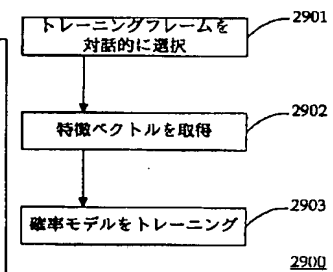 トレーニングフレームを
対話的に選択
2901
特徴ベクトルを取得
2902
確率モデルをトレーニング
2903
2900